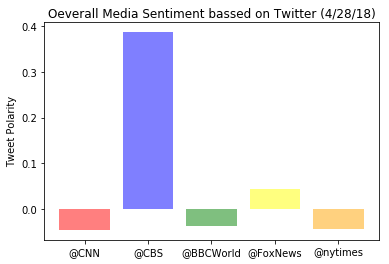 Oeverall Media Sentiment bassed on Twitter (4/28/18)
0.4
0.3
0.2
0.1
0.0
Tweet Polarity
@CNN @CBS @BBCWorld @FoxNews @nytimes